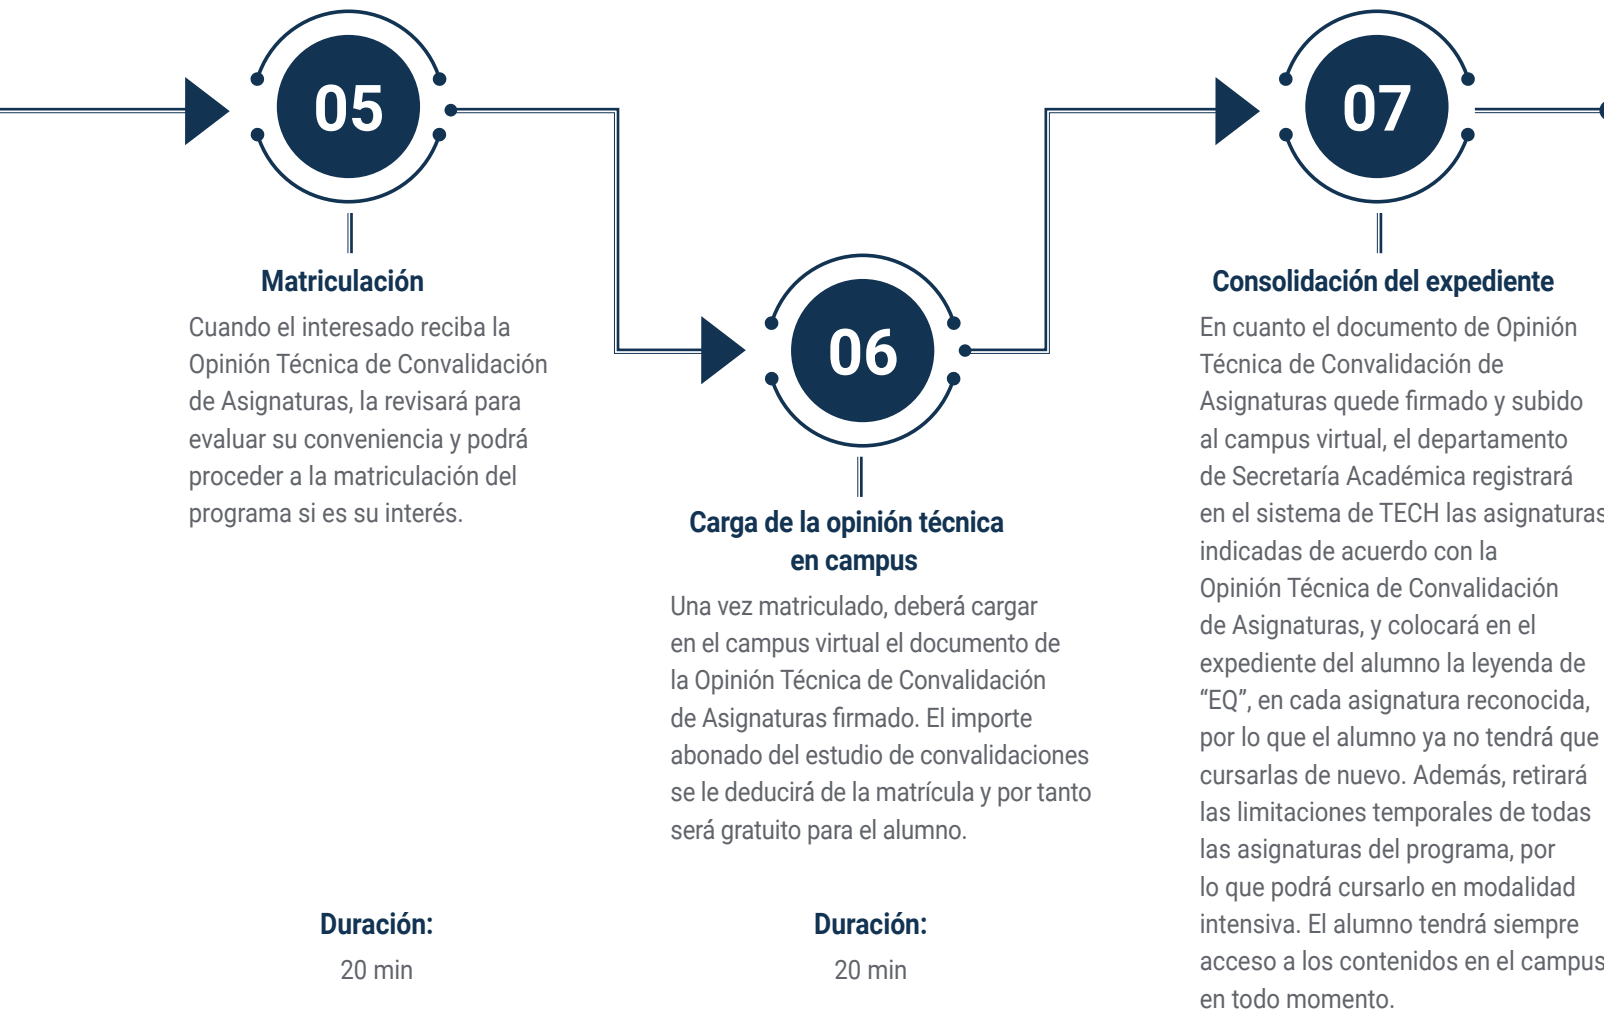 05
Matriculación
Cuando el interesado reciba la
Opinión Técnica de Convalidación
de Asignaturas, la revisará para
evaluar su conveniencia y podrá
proceder a la matriculación del
programa si es su interés.
Duración:
20 min
06
Carga de la opinión técnica
en campus
Una vez matriculado, deberá cargar
en el campus virtual el documento de
la Opinión Técnica de Convalidación
de Asignaturas firmado. El importe
abonado del estudio de convalidaciones
se le deducirá de la matrícula y por tanto
será gratuito para el alumno.
Duración:
20 min
07
Consolidación del expediente
En cuanto el documento de Opinión
Técnica de Convalidación de
Asignaturas quede firmado y subido
al campus virtual, el departamento
de Secretaría Académica registrará
en el sistema de TECH las asignaturas
indicadas de acuerdo con la
Opinión Técnica de Convalidación
de Asignaturas, y colocará en el
expediente del alumno la leyenda de
“EQ”, en cada asignatura reconocida,
por lo que el alumno ya no tendrá que
cursarlas de nuevo. Además, retirará
las limitaciones temporales de todas
las asignaturas del programa, por
lo que podrá cursarlo en modalidad
intensiva. El alumno tendrá siempre
acceso a los contenidos en el campus
en todo momento.